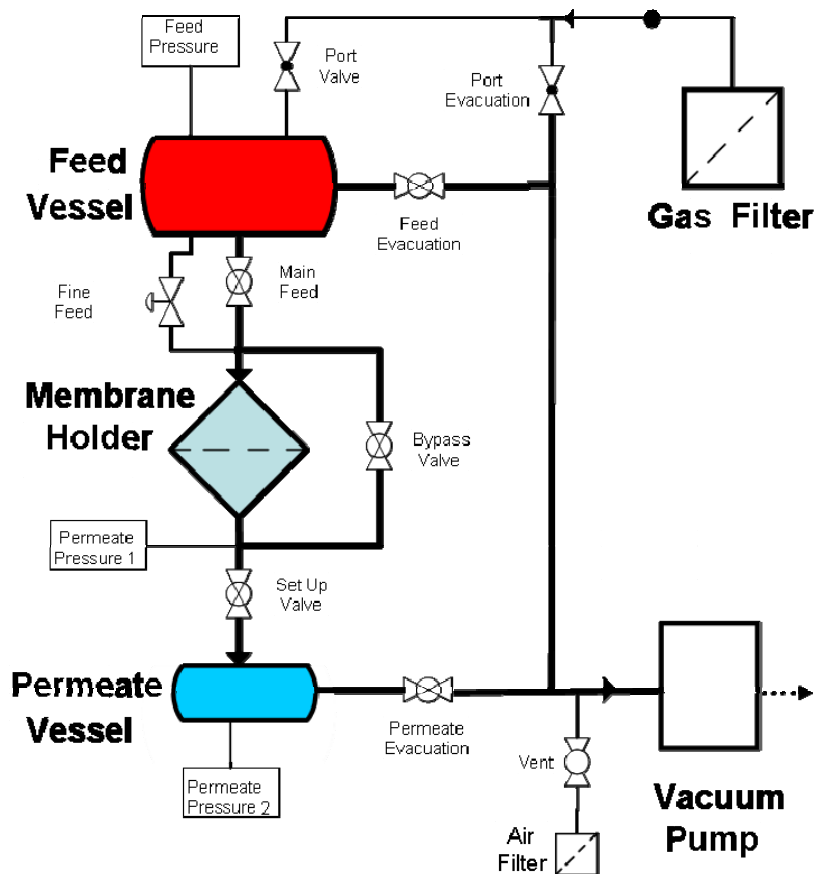 Feed
Pressure
Port
Valve
Port
Evacuation
Feed
Vessel
Feed
Evacuation
Gas Filter
Fine
Feed
Main
Feed
Membrane
Holder
Bypass
Valve
Permeate
Pressure 1
Set Up
Valve
Permeate
Vessel
Permeate
Evacuation
Vent
Permeate
Pressure 2
Vacuum
Pump
Air
Filter